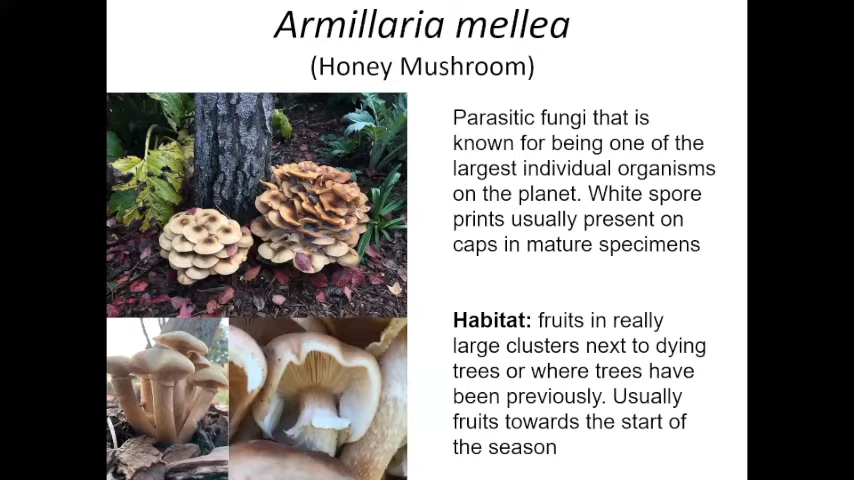 Armillaria mellea
(Honey Mushroom)
Parasitic fungi that is
known for being one of the
largest individual organisms
on the planet. White spore
prints usually present on
caps in mature specimens
Habitat: fruits in really
large clusters next to dying
trees or where trees have
been previously. Usually
fruits towards the start of
the season